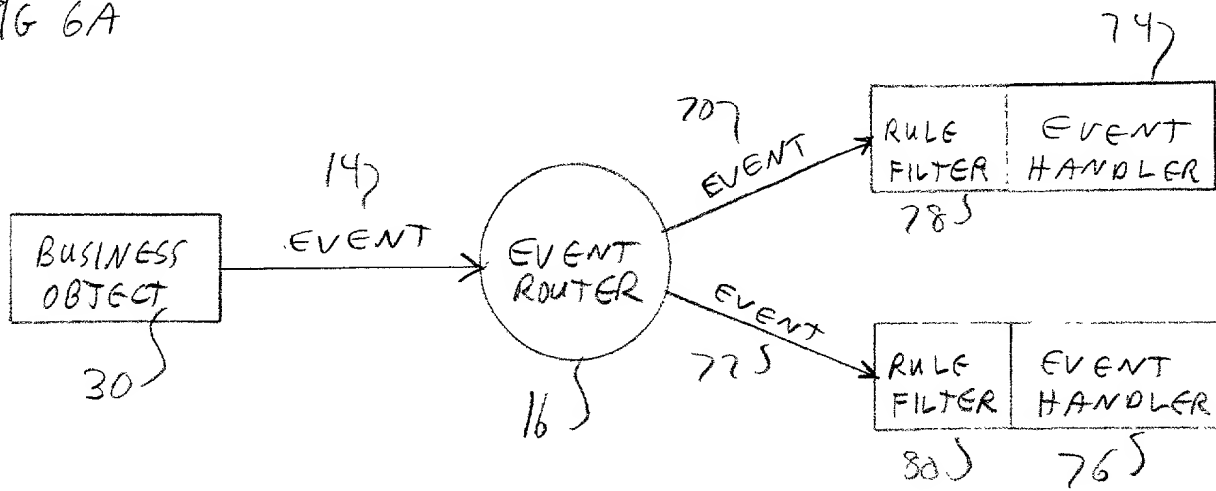 FIG 6A
74
70
EVENT
RULE
FILTER
EVENT
HANDLER
78
14
EVENT
BUSINESS
OBJECT
30
EVENT
ROUTER
16
EVENT
72
RULE
FILTER
EVENT
HANDLER
80
76